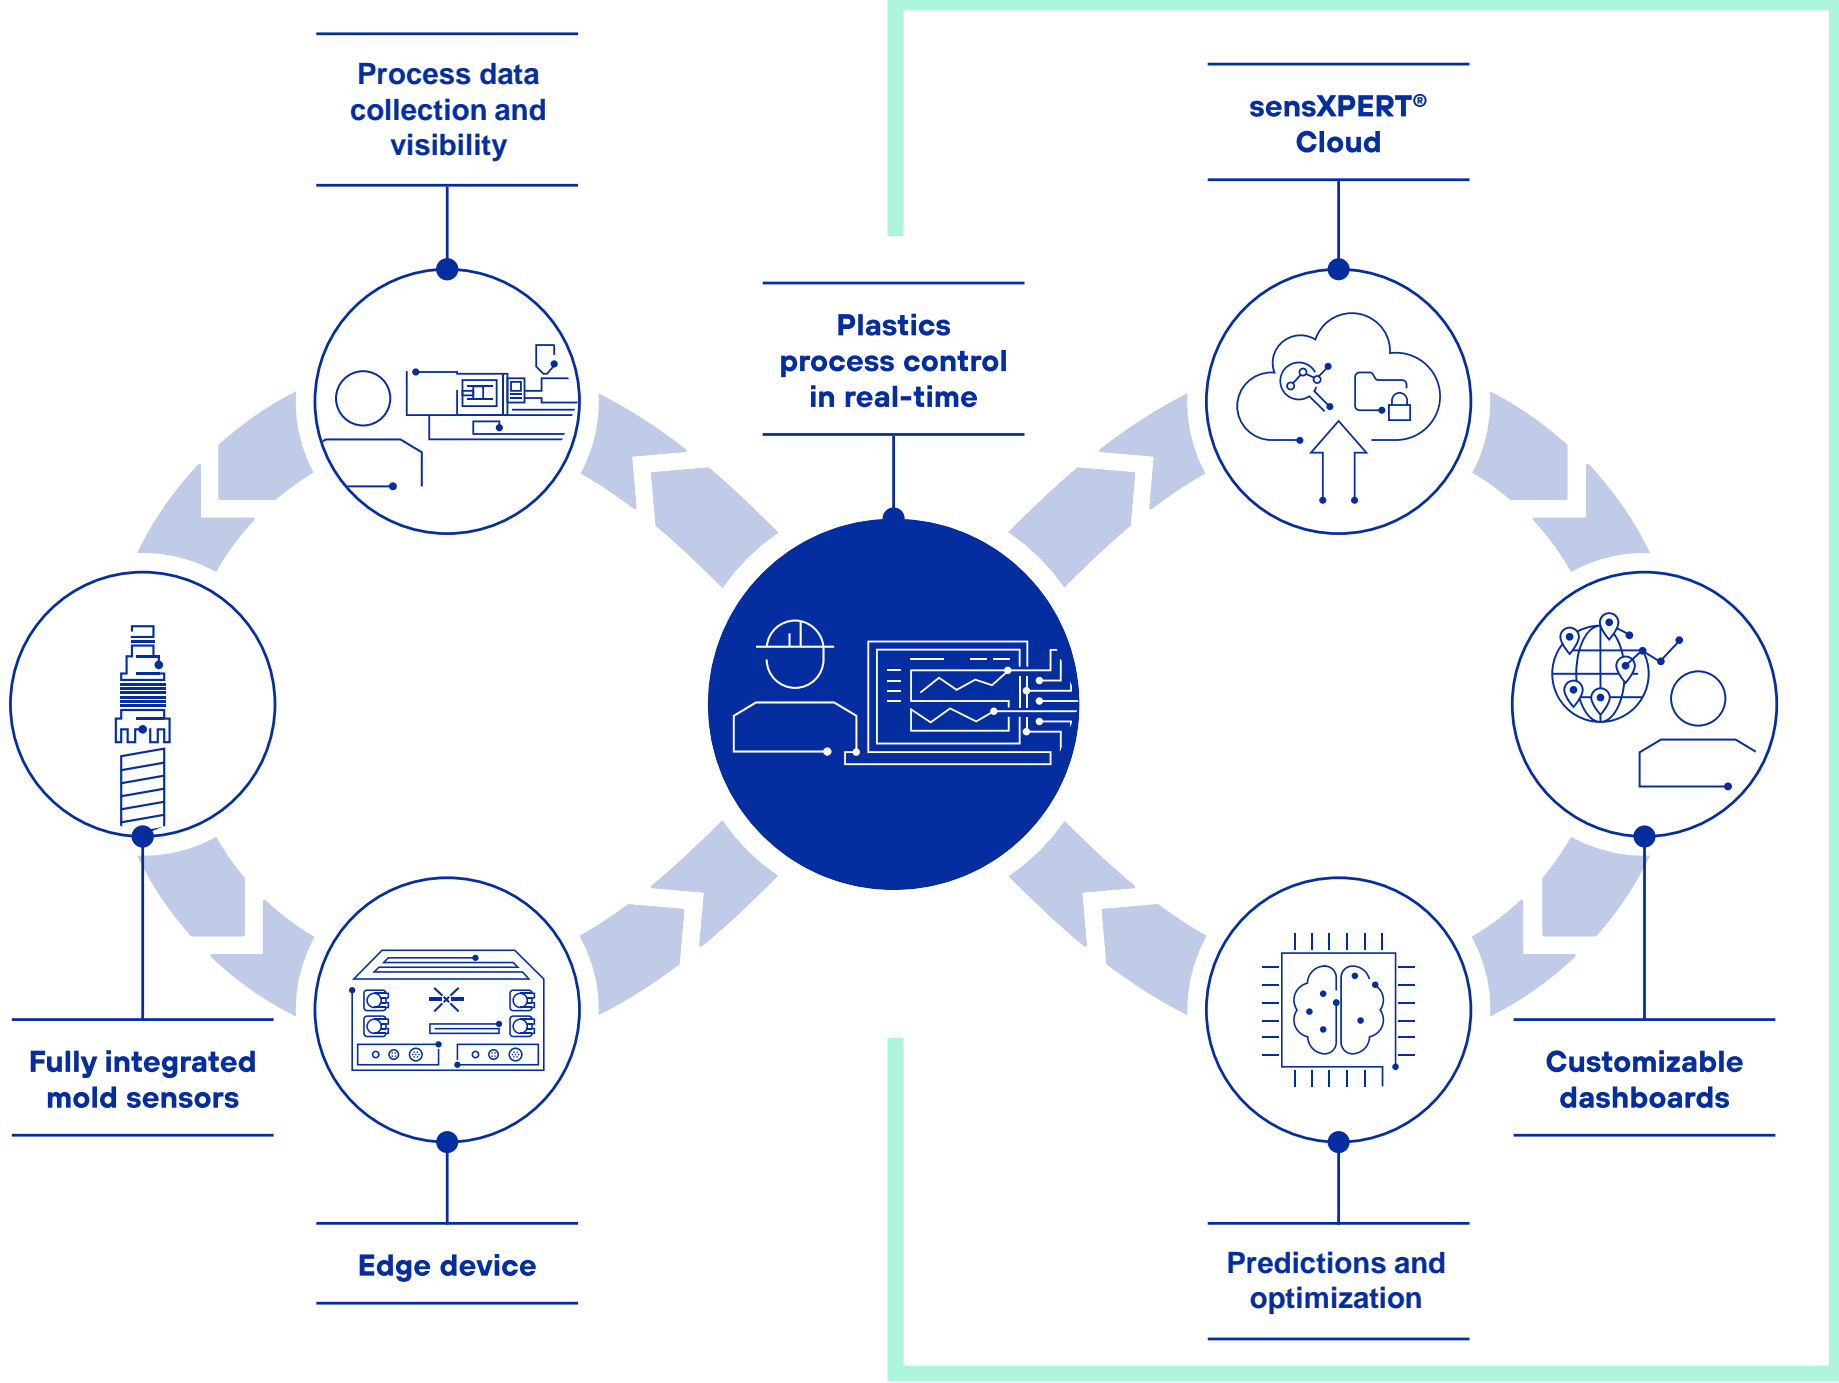 Process data
collection and
visibility
sensXPERT®
Cloud
Plastics
process control
in real-time
Fully integrated
mold sensors
Customizable
dashboards
Edge device
Predictions and
optimization